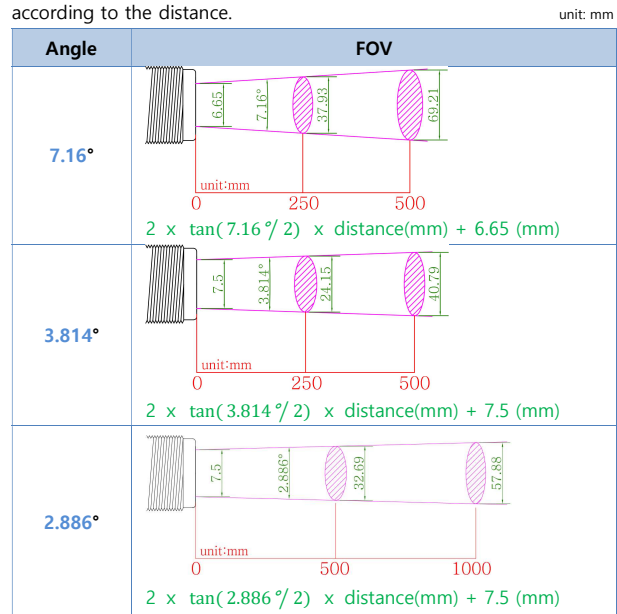 according to the distance.
unit: mm
Angle
FOV
7.16°
6.65
7.16°
37.93
69.21
unit:mm
0 250 500
2 x tan(7.16°/2) x distance(mm) + 6.65 (mm)
3.814°
7.5
3.814°
24.15
40.79
unit:mm
0 250 500
2 x tan(3.814°/2) x distance(mm) + 7.5 (mm)
2.886°
7.5
2.886°
32.69
57.88
unit:mm
0 500 1000
2 x tan(2.886°/2) x distance(mm) + 7.5 (mm)